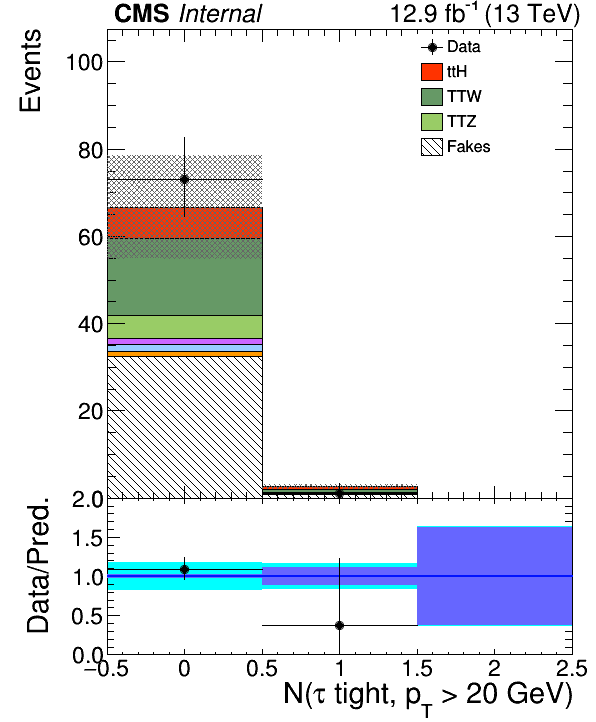 CMS Internal 12.9 fb⁻¹ (13 TeV)
Events
100
80
60
40
20
Data
ttH
TTW
TTZ
Fakes
Data/Pred.
2.0
1.5
1.0
0.5
0.0
−0.5 0 0.5 1 1.5 2 2.5
N(τ tight, p_T > 20 GeV)